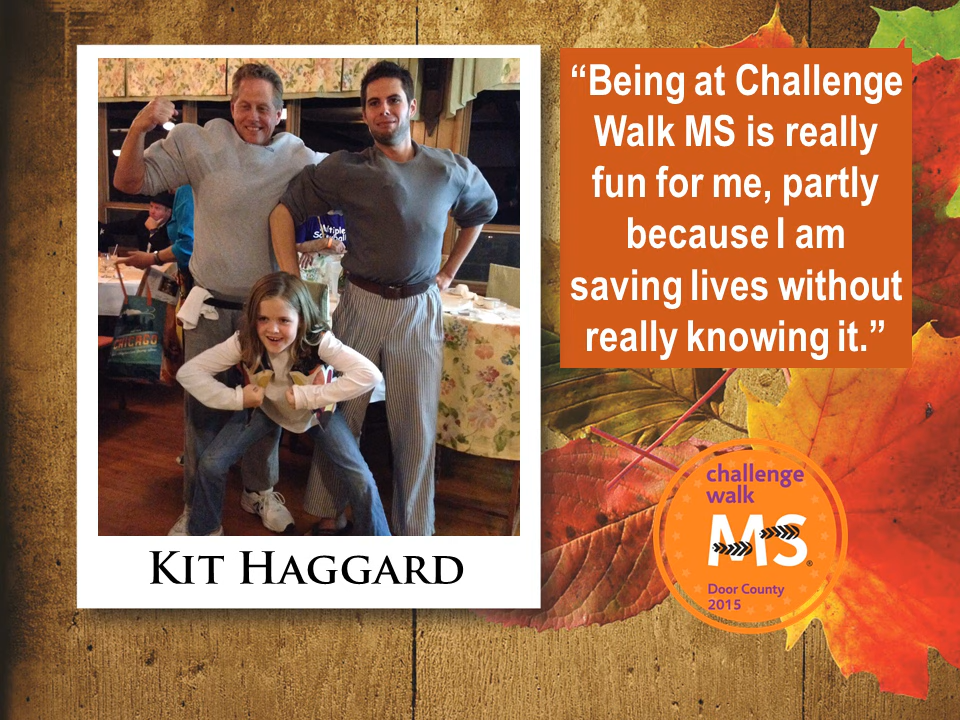 “Being at Challenge
Walk MS is really
fun for me, partly
because I am
saving lives without
really knowing it.”
CHICAGO
KIT HAGGARD
challenge
walk
MS®
Door County
2015